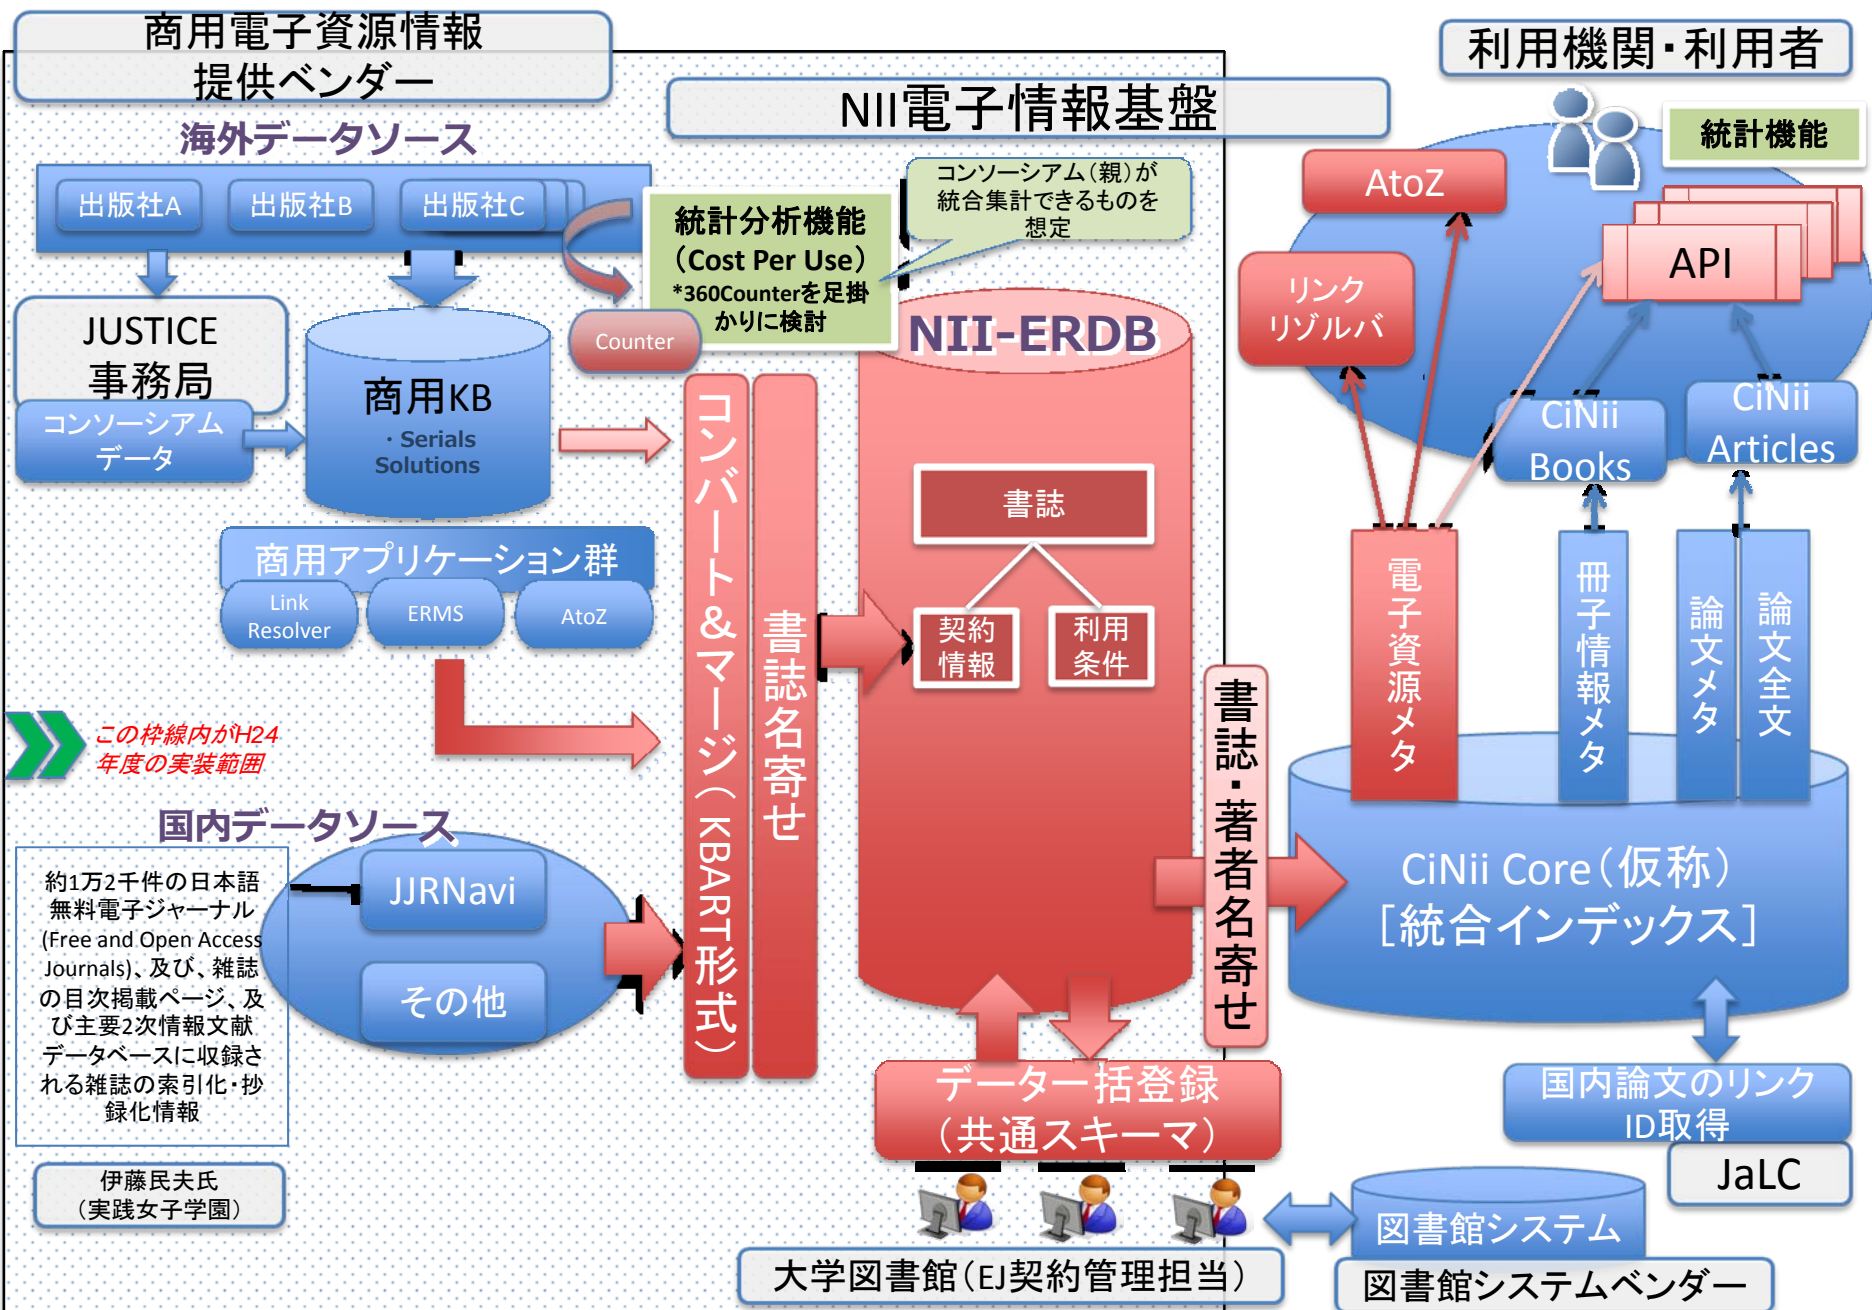 商用電子資源情報
提供ベンダー
NII電子情報基盤
利用機関・利用者
海外データソース
出版社A
出版社B
出版社C
統計分析機能
（Cost Per Use）
*360Counterを足掛
かりに検討
コンソーシアム（親）が
統合集計できるものを
想定
Counter
JUSTICE
事務局
コンソーシアム
データ
商用KB
・Serials
Solutions
商用アプリケーション群
Link
Resolver
ERMS
AtoZ
この枠線内がH24
年度の実装範囲
国内データソース
約1万2千件の日本語
無料電子ジャーナル
(Free and Open Access
Journals)、及び、雑誌
の目次掲載ページ、及
び主要2次情報文献
データベースに収録さ
れる雑誌の索引化・抄
録化情報
JJRNavi
その他
伊藤民夫氏
（実践女子学園）
コンバート＆マージ（KBART形式）
書誌名寄せ
NII-ERDB
書誌
契約
情報
利用
条件
書誌・著者名寄せ
データ一括登録
（共通スキーマ）
大学図書館（EJ契約管理担当）
統計機能
AtoZ
リンク
リゾルバ
API
CiNii
Books
CiNii
Articles
電子資源メタ
冊子情報メタ
論文メタ
論文全文
CiNii Core（仮称）
［統合インデックス］
国内論文のリンク
ID取得
JaLC
図書館システム
図書館システムベンダー